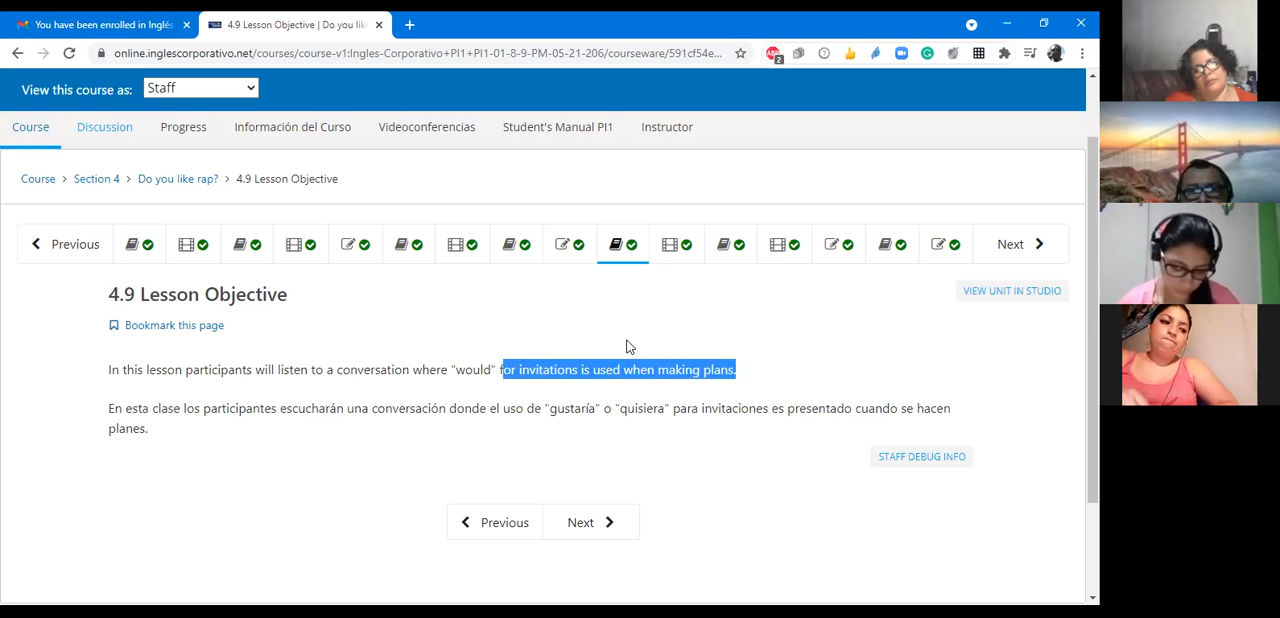 You have been enrolled in Inglés
4.9 Lesson Objective | Do you lik
online.inglescorporativo.net/courses/course-v1:Ingles-Corporativo+PI1+PI1-01-8-9-PM-05-21-206/courseware/591cf54e...
2
View this course as:
Staff
Course
Discussion
Progress
Información del Curso
Videoconferencias
Student's Manual PI1
Instructor
Course > Section 4 > Do you like rap? > 4.9 Lesson Objective
Previous
Next
4.9 Lesson Objective
VIEW UNIT IN STUDIO
Bookmark this page
In this lesson participants will listen to a conversation where "would" for invitations is used when making plans.
En esta clase los participantes escucharán una conversación donde el uso de "gustaría" o "quisiera" para invitaciones es presentado cuando se hacen
planes.
STAFF DEBUG INFO
Previous
Next